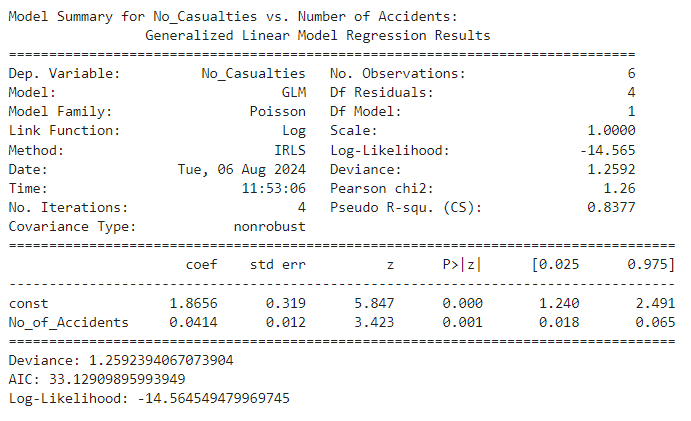 Model Summary for No_Casualties vs. Number of Accidents:
Generalized Linear Model Regression Results
==============================================================================
Dep. Variable: No_Casualties No. Observations: 6
Model: GLM Df Residuals: 4
Model Family: Poisson Df Model: 1
Link Function: Log Scale: 1.0000
Method: IRLS Log-Likelihood: -14.565
Date: Tue, 06 Aug 2024 Deviance: 1.2592
Time: 11:53:06 Pearson chi2: 1.26
No. Iterations: 4 Pseudo R-squ. (CS): 0.8377
Covariance Type: nonrobust
===================================================================================
coef std err z P>|z| [0.025 0.975]
-----------------------------------------------------------------------------------
const 1.8656 0.319 5.847 0.000 1.240 2.491
No_of_Accidents 0.0414 0.012 3.423 0.001 0.018 0.065
===================================================================================
Deviance: 1.2592394067073904
AIC: 33.12909895993949
Log-Likelihood: -14.564549479969745